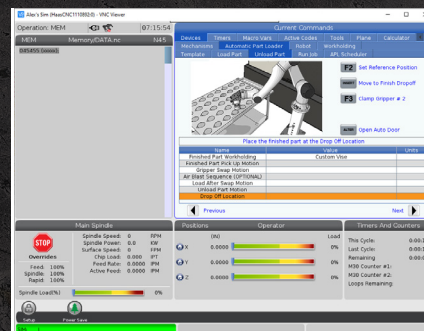 Alex's Sim (HaasCNC1110892:0) - VNC Viewer
Operation: MEM
07:15:54
Current Commands
MEM Memory/DATA.nc N45
Devices Timers Macro Vars Active Codes Tools Plane Calculator
Mechanisms Automatic Part Loader Robot Workholding
Template Load Part Unload Part Run Job APL Scheduler
F2 Set Reference Position
Move to Finish Dropoff
F3 Clamp Gripper # 2
Open Auto Door
Place the finished part at the Drop Off Location
Name Value Units
Finished Part Workholding Custom Vise
Finished Part Pick Up Motion
Gripper Swap Motion
Air Blast Sequence (OPTIONAL)
Load After Swap Motion
Unload Part Motion
Drop Off Location
Previous Next
Main Spindle
STOP
Overrides
Feed: 100%
Spindle: 100%
Rapid: 100%
Spindle Speed: 0 RPM
Spindle Power: 0.0 KW
Surface Speed: 0 FPM
Chip Load: 0.000 IPT
Feed Rate: 0.0000 IPM
Active Feed: 0.0000 IPM
Spindle Load(%) 0%
Positions Operator
(IN) Load
X 0.0000 0%
Y 0.0000 0%
Z 0.0000 0%
Timers And Counters
This Cycle:
Last Cycle:
Remaining
M30 Counter #1:
M30 Counter #2:
Loops Remaining:
Setup Power Save